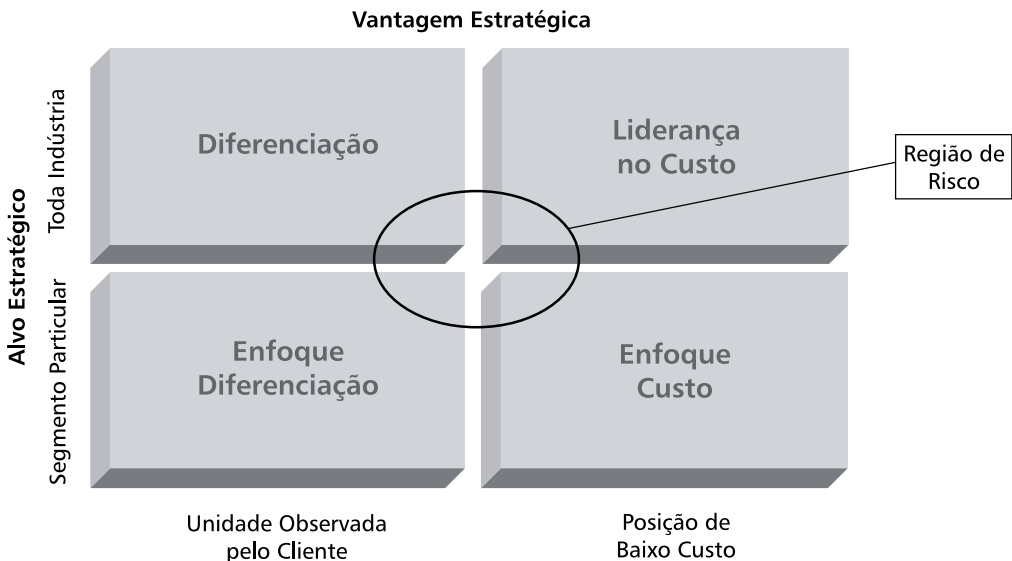 Vantagem Estratégica
Alvo Estratégico
Toda Indústria
Diferenciação
Liderança
no Custo
Região de
Risco
Segmento Particular
Enfoque
Diferenciação
Enfoque
Custo
Unidade Observada
pelo Cliente
Posição de
Baixo Custo